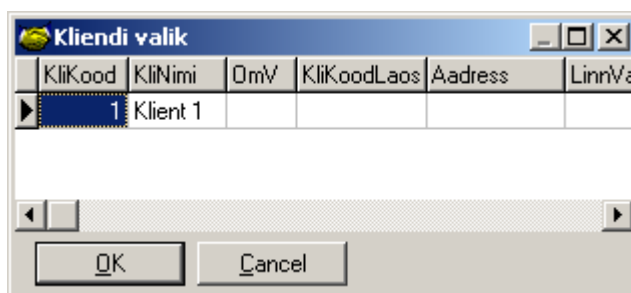 Kliendi valik
KliKood KliNimi OmV KliKoodLaos Aadress LinnVa
1 Klient 1
OK Cancel